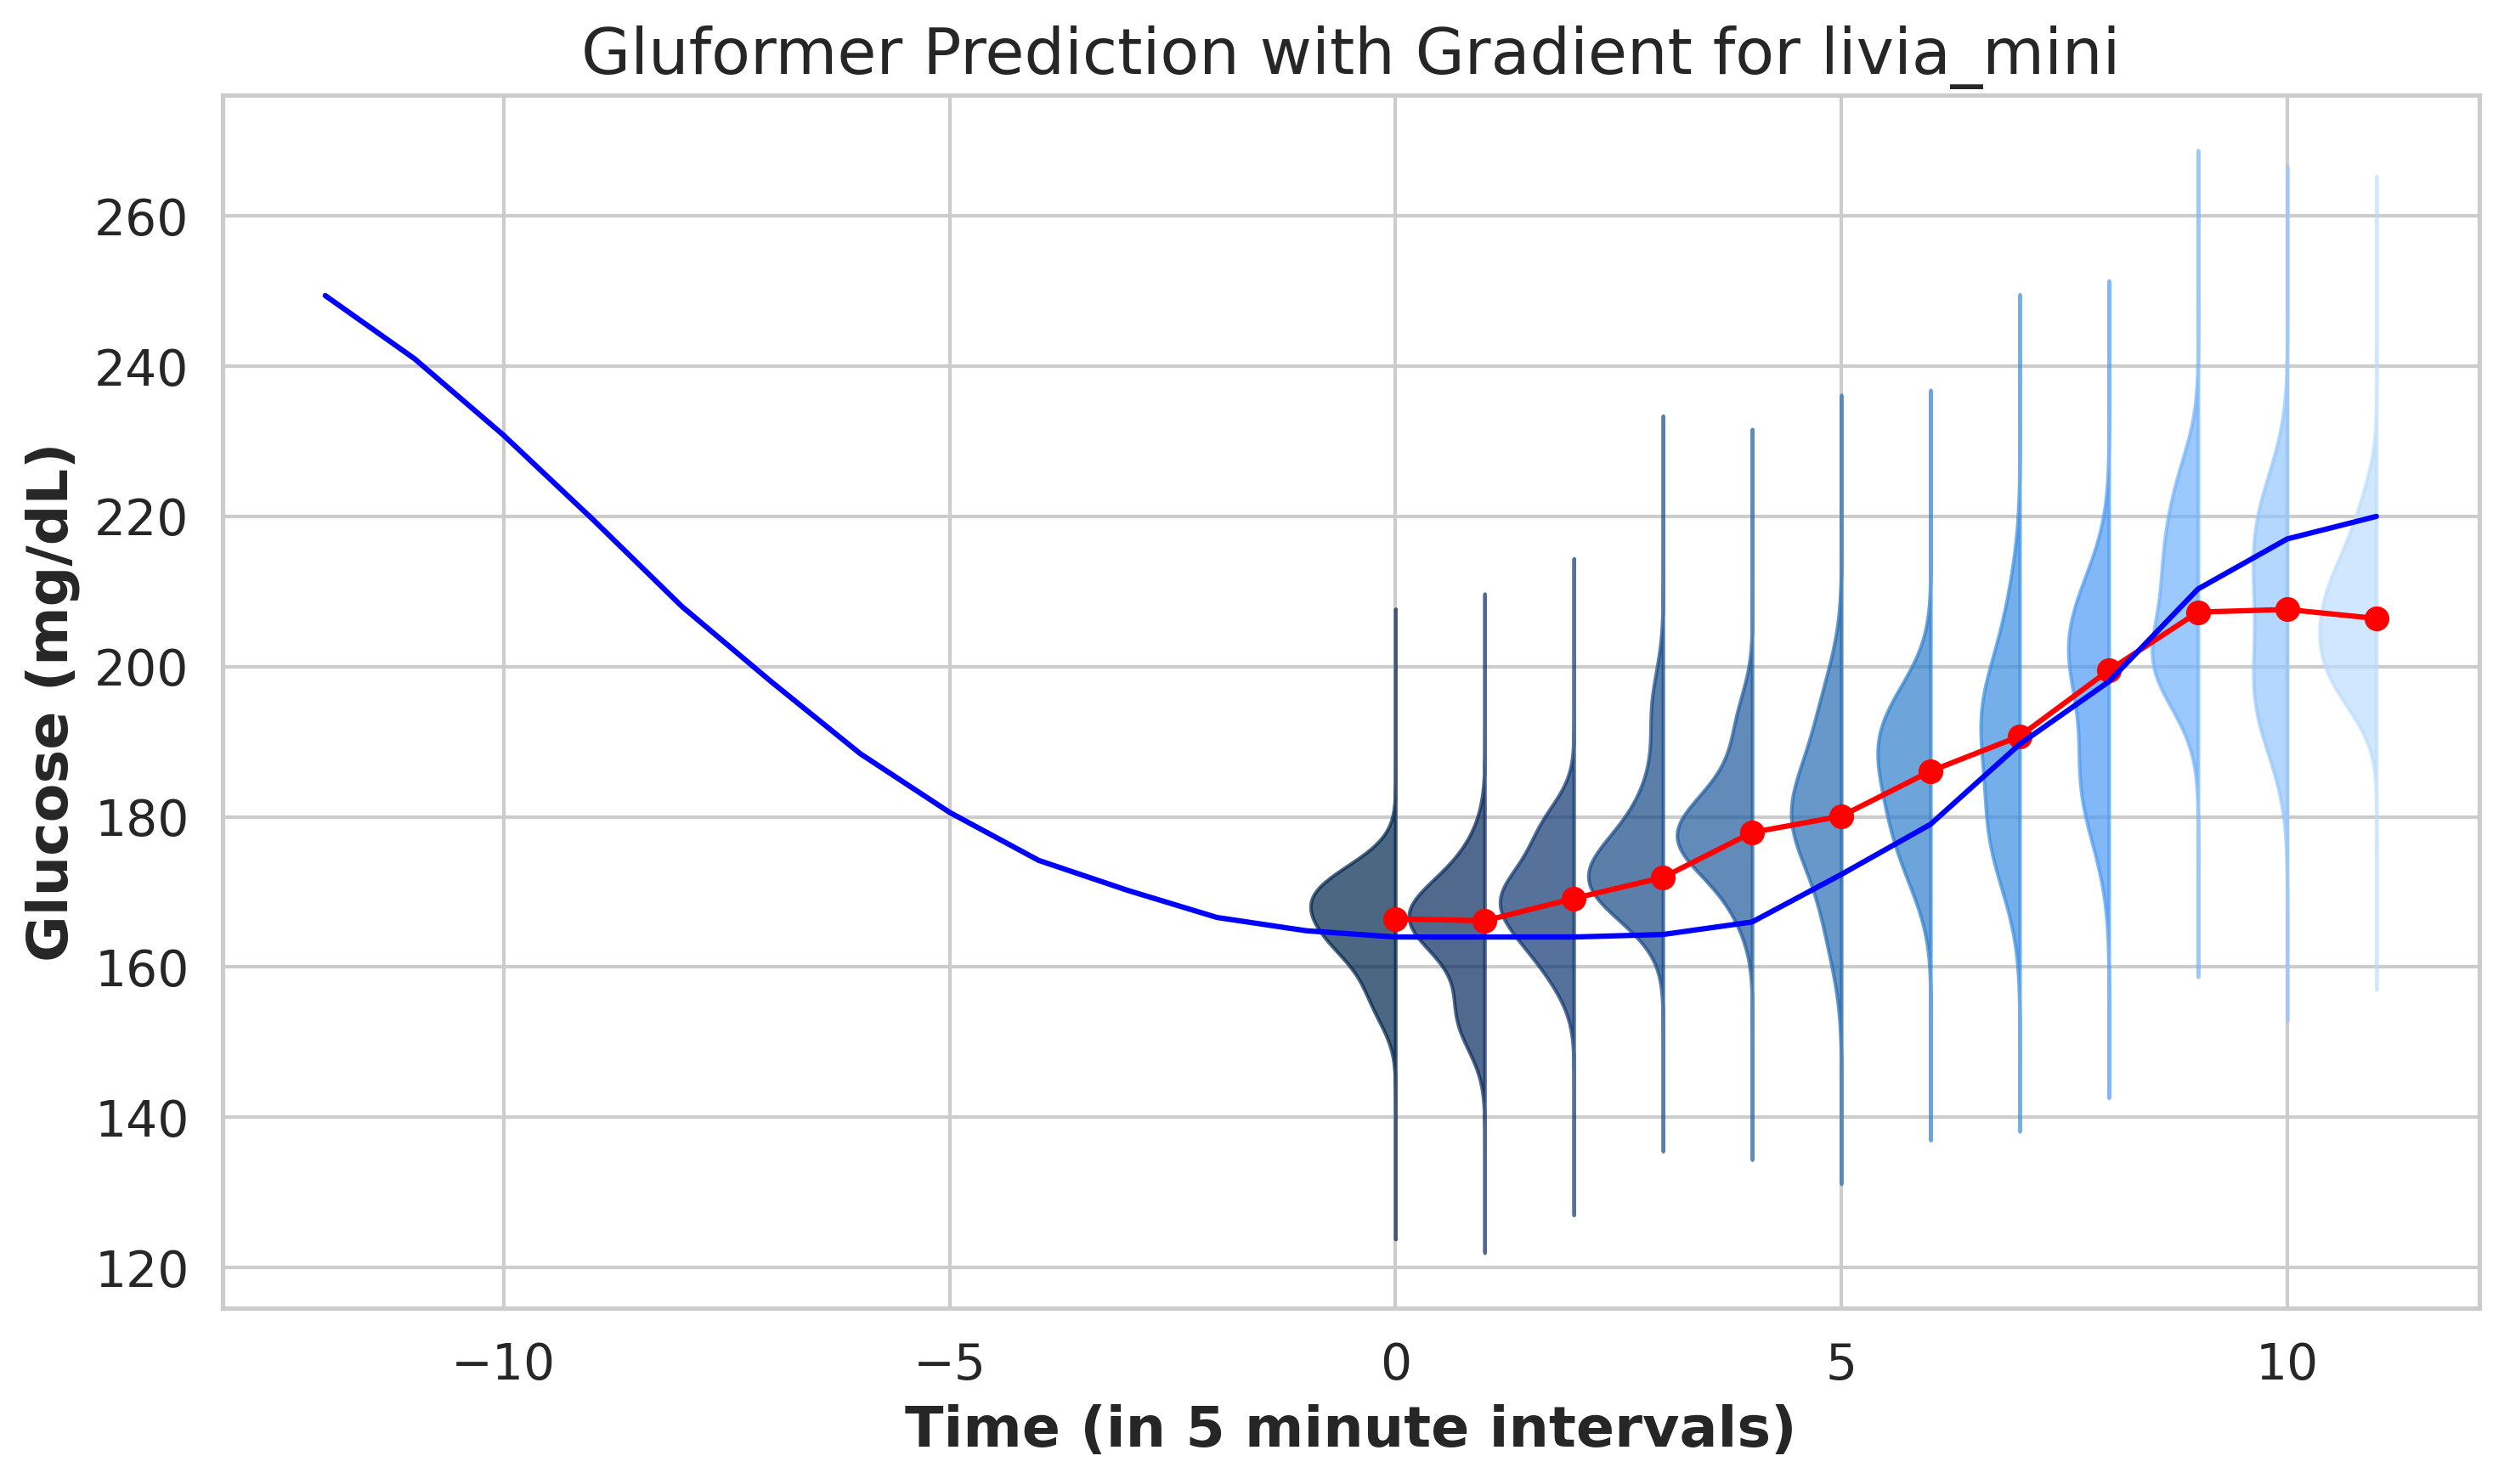 Gluformer Prediction with Gradient for livia_mini
Glucose (mg/dL)
260
240
220
200
180
160
140
120
−10 −5 0 5 10
Time (in 5 minute intervals)